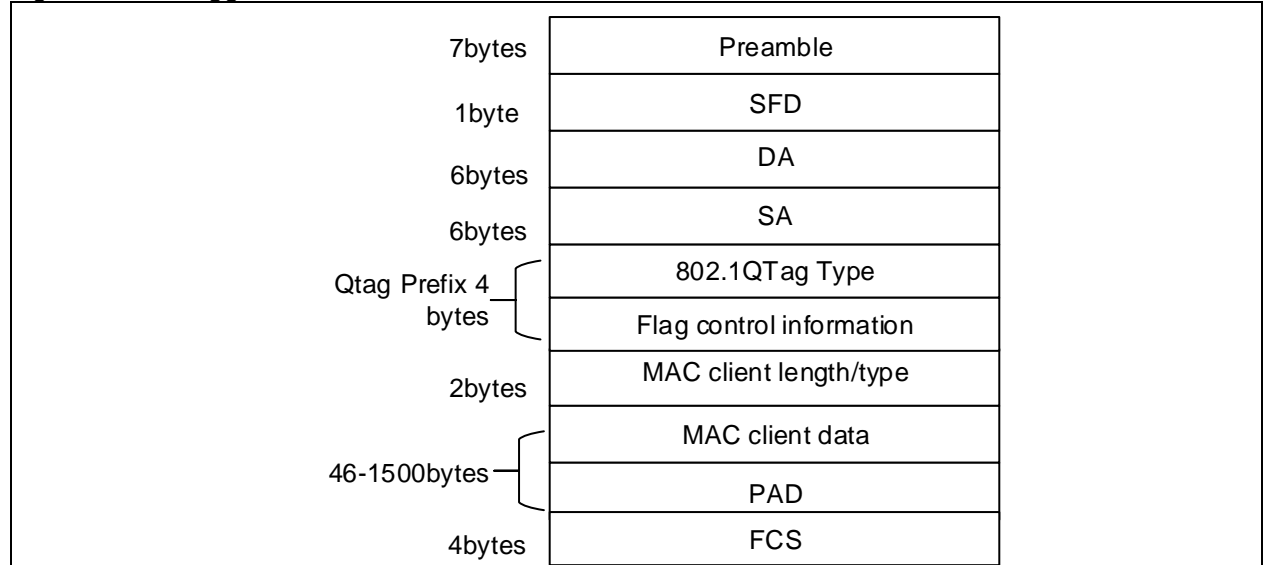 7bytes Preamble
1byte SFD
6bytes DA
6bytes SA
Qtag Prefix 4
bytes
802.1QTag Type
Flag control information
2bytes MAC client length/type
46-1500bytes
MAC client data
PAD
4bytes FCS